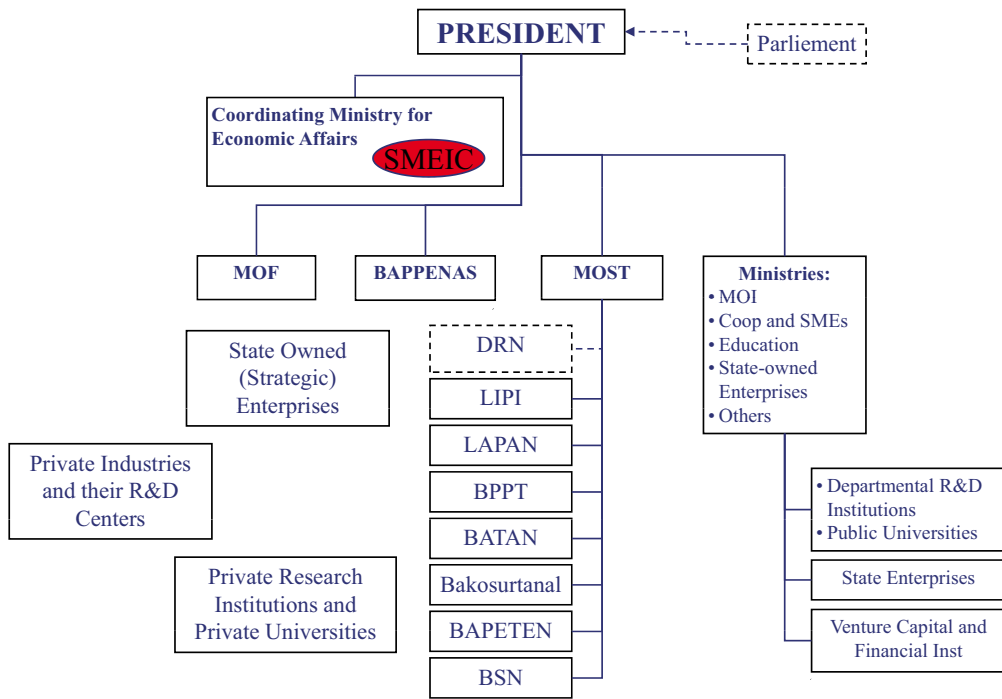 PRESIDENT
Parliement
Coordinating Ministry for
Economic Affairs
SMEIC
MOF
BAPPENAS
MOST
Ministries:
• MOI
• Coop and SMEs
• Education
• State-owned
Enterprises
• Others
State Owned
(Strategic)
Enterprises
DRN
LIPI
LAPAN
BPPT
BATAN
Bakosurtanal
BAPETEN
BSN
Private Industries
and their R&D
Centers
Private Research
Institutions and
Private Universities
• Departmental R&D
Institutions
• Public Universities
State Enterprises
Venture Capital and
Financial Inst